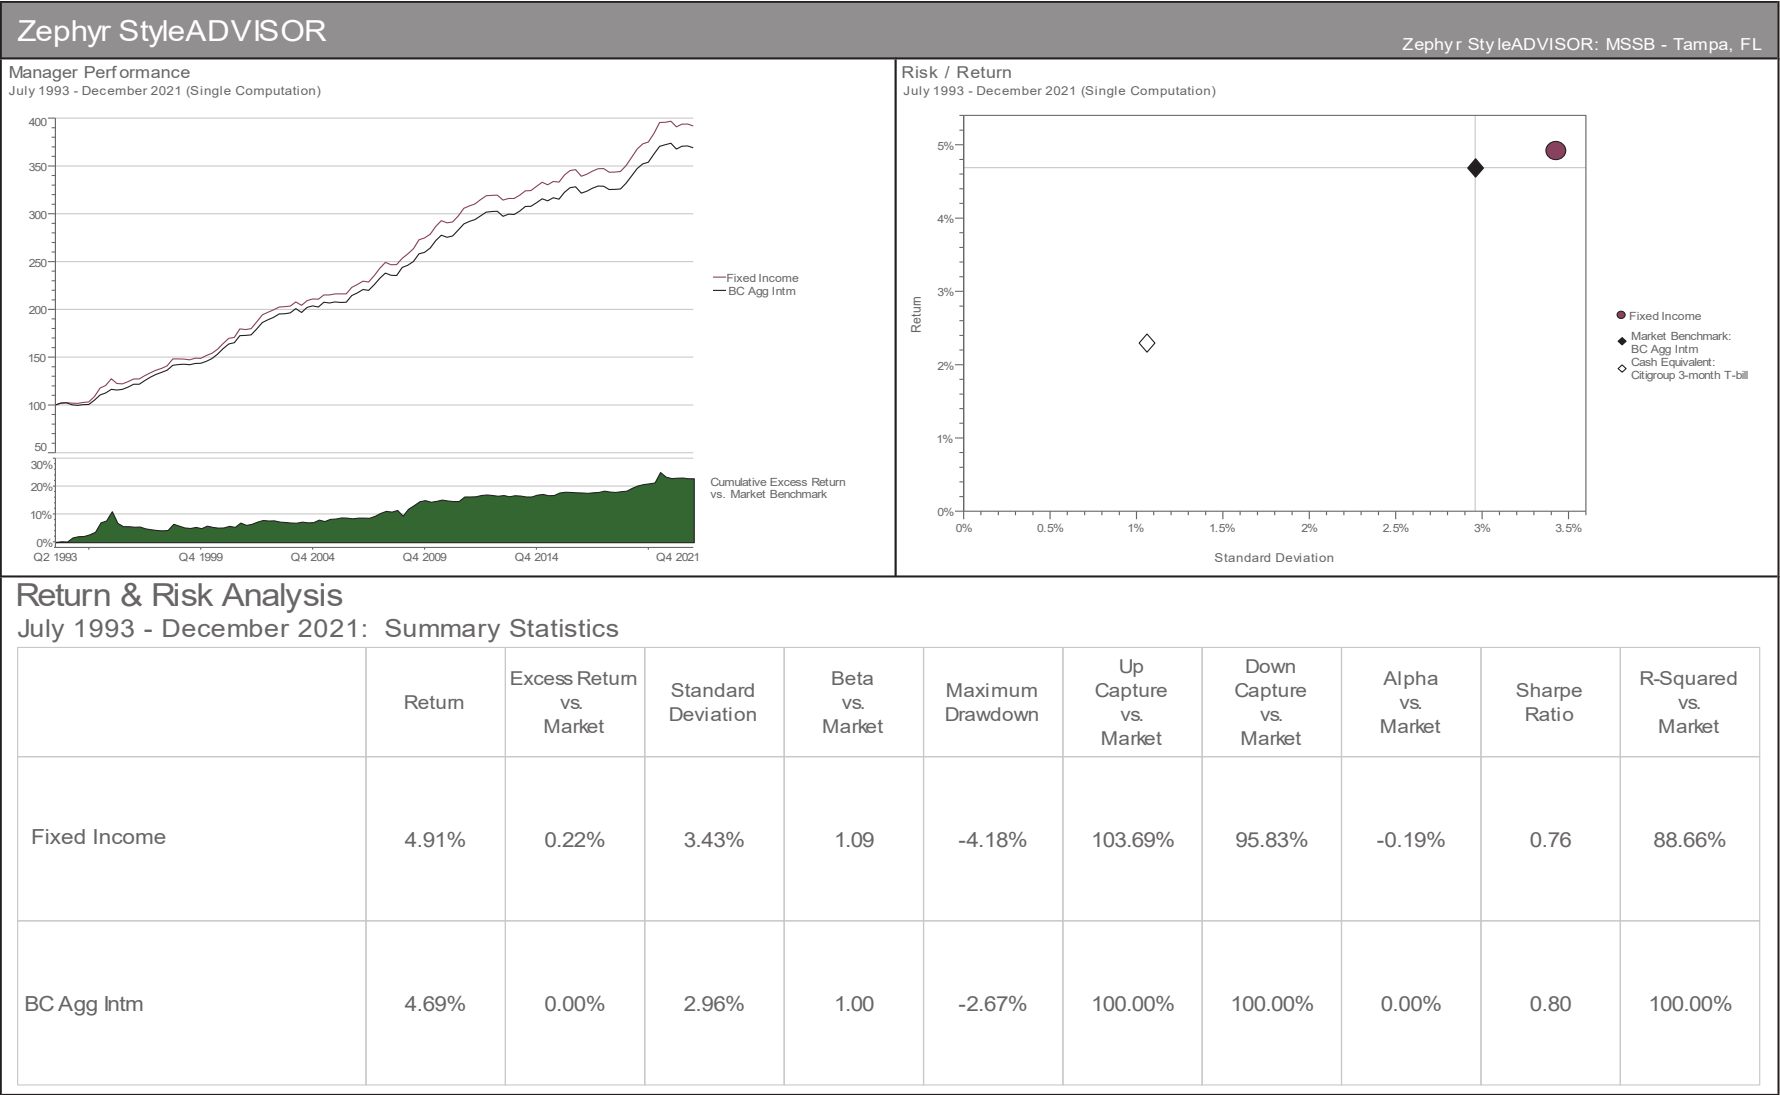 Zephyr StyleADVISOR
Zephyr StyleADVISOR: MSSB - Tampa, FL
Manager Performance
July 1993 - December 2021 (Single Computation)
400
350
300
250
200
150
100
50
30%
20%
10%
0%
Q2 1993
Q4 1999
Q4 2004
Q4 2009
Q4 2014
Q4 2021
Fixed Income
BC Agg Intm
Cumulative Excess Return
vs. Market Benchmark
Risk / Return
July 1993 - December 2021 (Single Computation)
Return
5%
4%
3%
2%
1%
0%
0%
0.5%
1%
1.5%
2%
2.5%
3%
3.5%
Standard Deviation
Fixed Income
Market Benchmark:
BC Agg Intm
Cash Equivalent:
Citigroup 3-month T-bill
Return & Risk Analysis
July 1993 - December 2021: Summary Statistics
Return
Excess Return
vs.
Market
Standard
Deviation
Beta
vs.
Market
Maximum
Drawdown
Up
Capture
vs.
Market
Down
Capture
vs.
Market
Alpha
vs.
Market
Sharpe
Ratio
R-Squared
vs.
Market
Fixed Income 4.91% 0.22% 3.43% 1.09 -4.18% 103.69% 95.83% -0.19% 0.76 88.66%
BC Agg Intm 4.69% 0.00% 2.96% 1.00 -2.67% 100.00% 100.00% 0.00% 0.80 100.00%